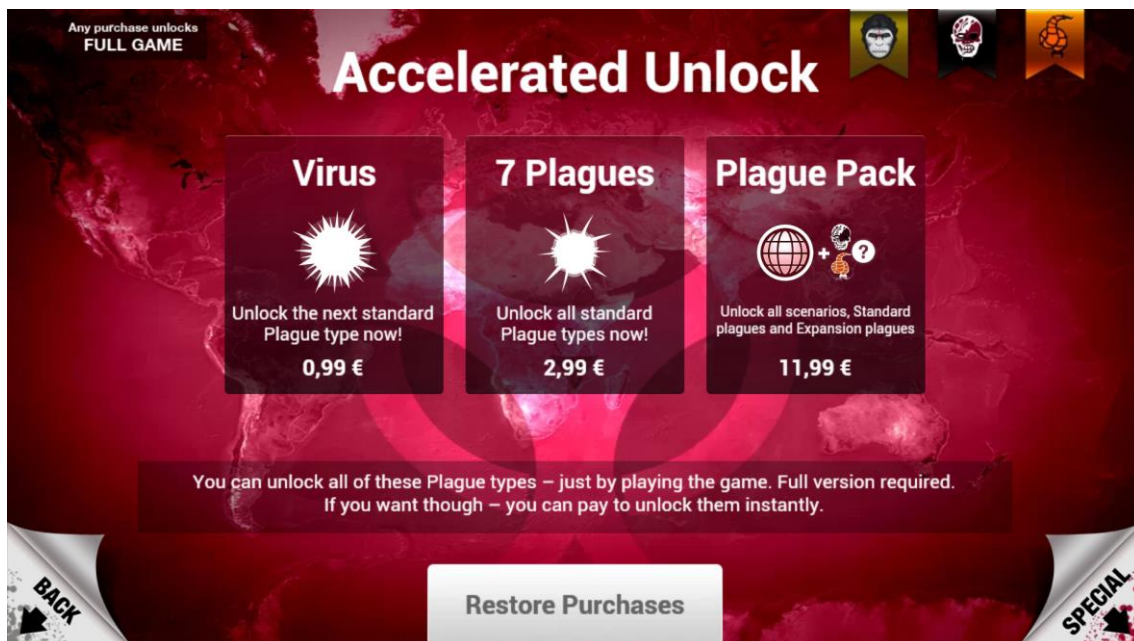 Any purchase unlocks
FULL GAME
Accelerated Unlock
Virus
Unlock the next standard
Plague type now!
0,99 €
7 Plagues
Unlock all standard
Plague types now!
2,99 €
Plague Pack
+
?
Unlock all scenarios, Standard
plagues and Expansion plagues
11,99 €
You can unlock all of these Plague types – just by playing the game. Full version required.
If you want though – you can pay to unlock them instantly.
BACK
Restore Purchases
SPECIAL